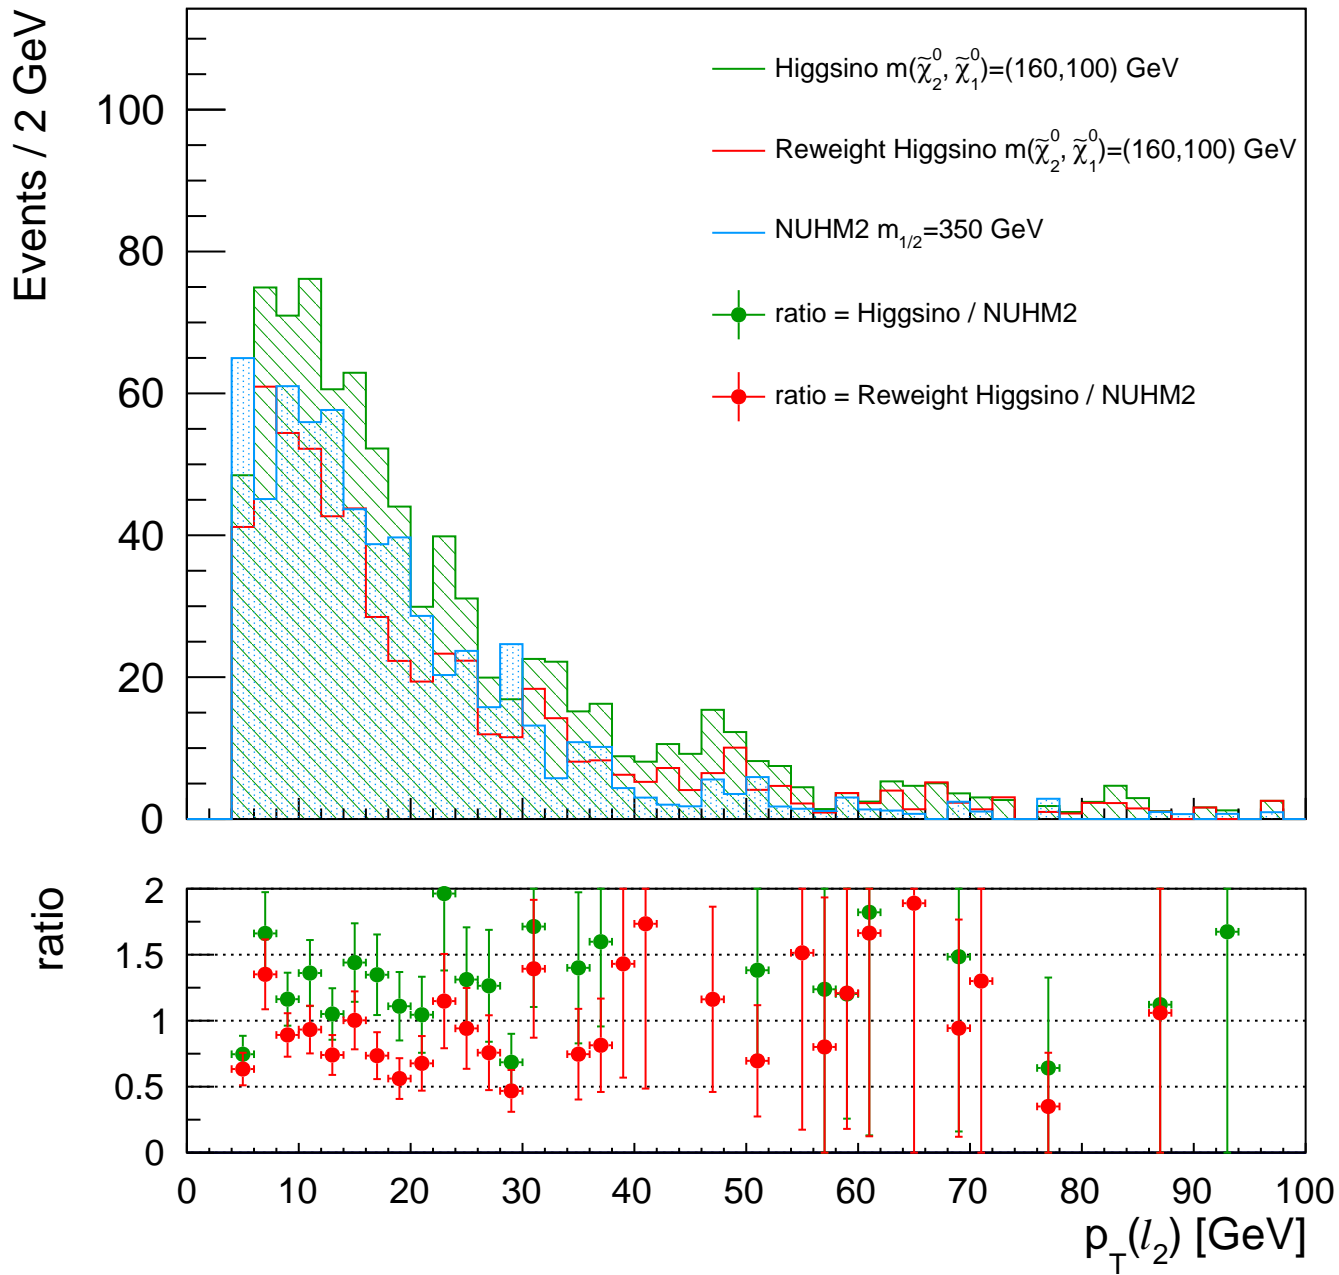 Events / 2 GeV
100
80
60
40
20
0
Higgsino m(χ̃⁰₂, χ̃⁰₁)=(160,100) GeV
Reweight Higgsino m(χ̃⁰₂, χ̃⁰₁)=(160,100) GeV
NUHM2 m₁/₂=350 GeV
ratio = Higgsino / NUHM2
ratio = Reweight Higgsino / NUHM2
ratio
2
1.5
1
0.5
0
0 10 20 30 40 50 60 70 80 90 100
p_T(l₂) [GeV]